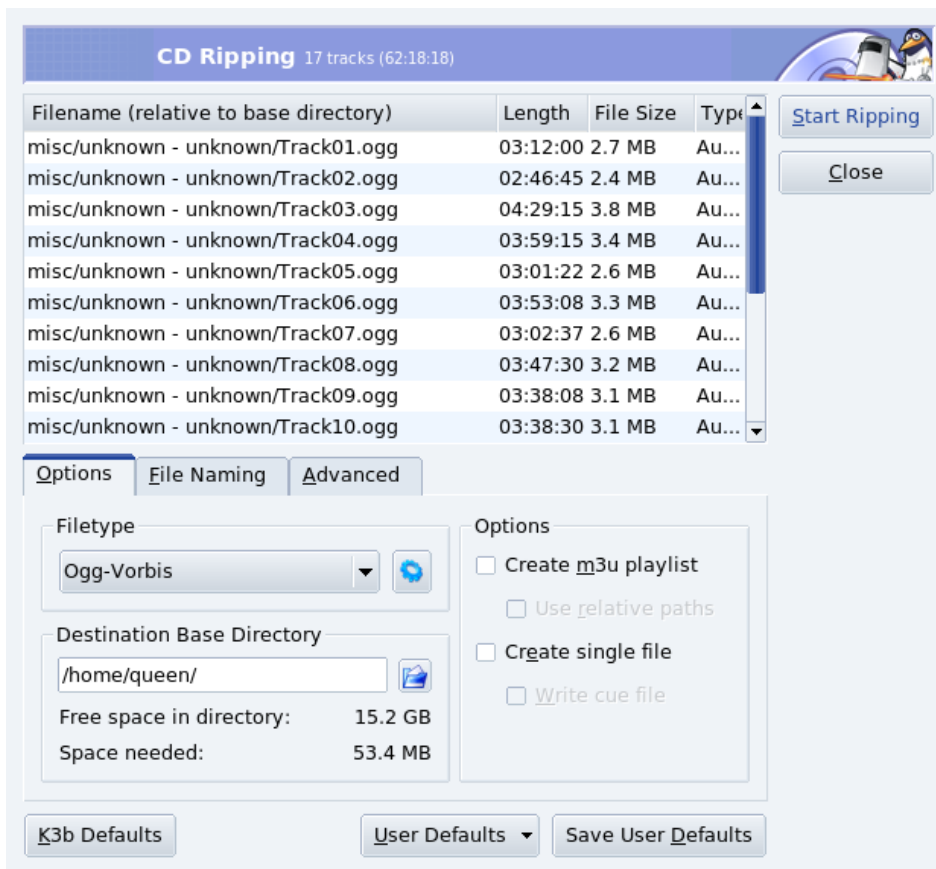 CD Ripping 17 tracks (62:18:18)
Filename (relative to base directory) Length File Size Type
misc/unknown - unknown/Track01.ogg 03:12:00 2.7 MB Au...
misc/unknown - unknown/Track02.ogg 02:46:45 2.4 MB Au...
misc/unknown - unknown/Track03.ogg 04:29:15 3.8 MB Au...
misc/unknown - unknown/Track04.ogg 03:59:15 3.4 MB Au...
misc/unknown - unknown/Track05.ogg 03:01:22 2.6 MB Au...
misc/unknown - unknown/Track06.ogg 03:53:08 3.3 MB Au...
misc/unknown - unknown/Track07.ogg 03:02:37 2.6 MB Au...
misc/unknown - unknown/Track08.ogg 03:47:30 3.2 MB Au...
misc/unknown - unknown/Track09.ogg 03:38:08 3.1 MB Au...
misc/unknown - unknown/Track10.ogg 03:38:30 3.1 MB Au...
Start Ripping
Close
Options File Naming Advanced
Filetype
Ogg-Vorbis
Destination Base Directory
/home/queen/
Free space in directory: 15.2 GB
Space needed: 53.4 MB
Options
Create m3u playlist
Use relative paths
Create single file
Write cue file
K3b Defaults User Defaults Save User Defaults